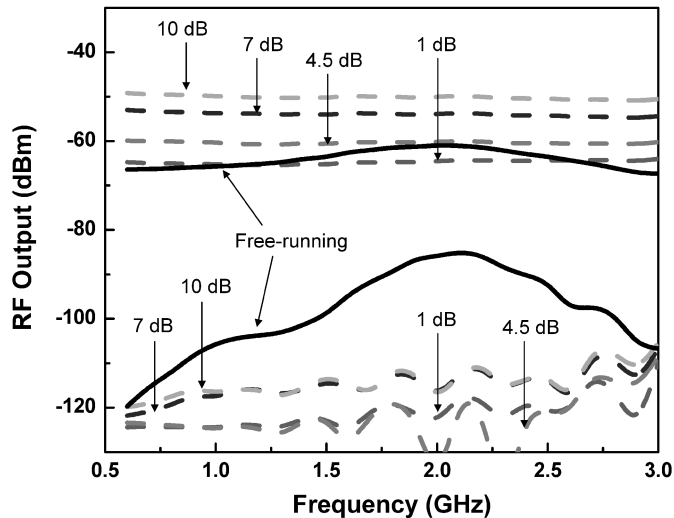 10 dB
7 dB
4.5 dB
1 dB
-40
-60
-80
-100
-120
RF Output (dBm)
Free-running
10 dB
7 dB
1 dB
4.5 dB
0.5 1.0 1.5 2.0 2.5 3.0
Frequency (GHz)